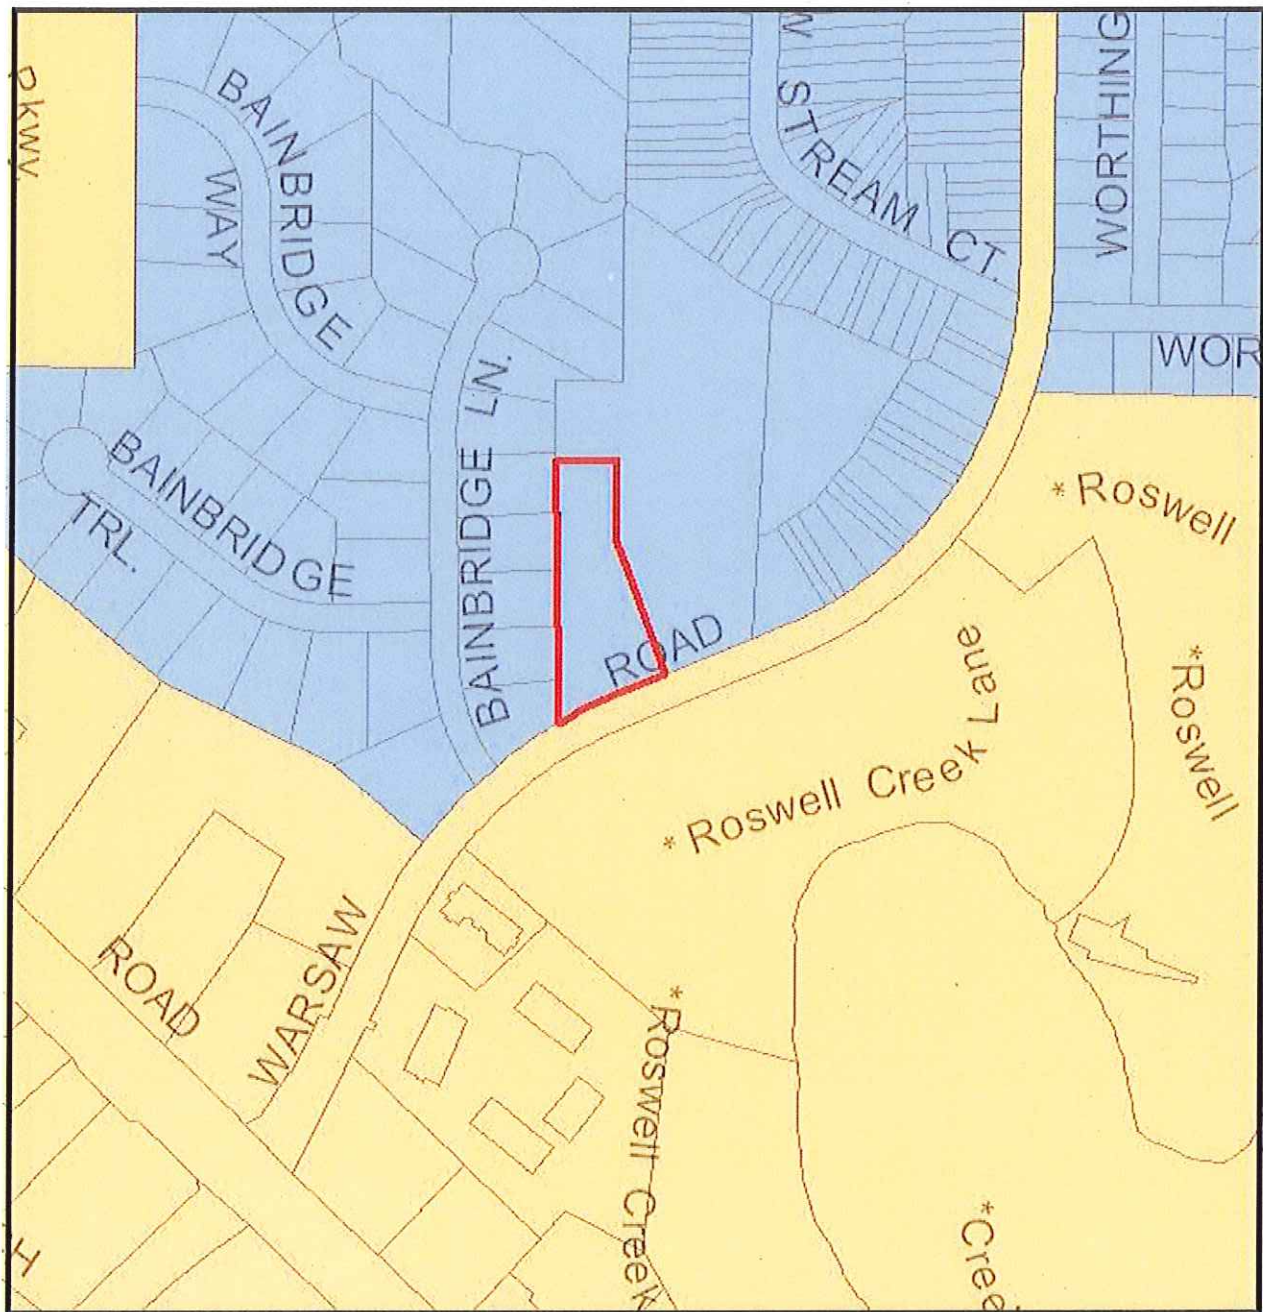 Pkwy.
BAINBRIDGE
WAY
W STREAM CT.
WORTHING
WOR
BAINBRIDGE LN.
BAINBRIDGE
TRL.
ROAD
* Roswell
* Roswell Creek Lane
*Roswell
WARSAW
ROAD
*Roswell Creek
*Cree
H